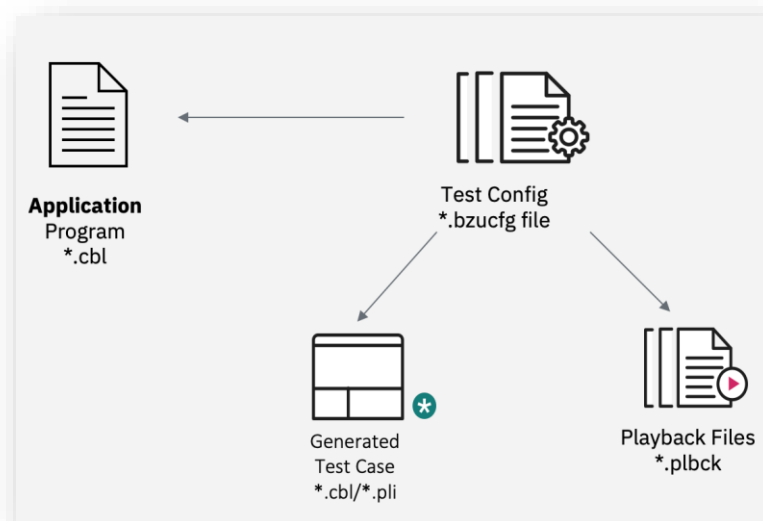 Application
Program
*.cbl
Test Config
*.bzucfg file
Generated
Test Case
*.cbl/*.pli
*
Playback Files
*.plbck